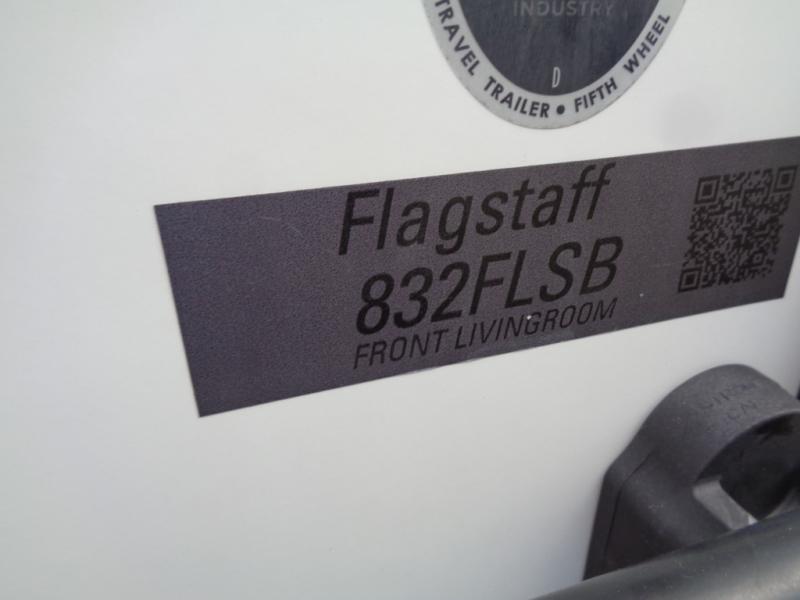 INDUSTRY
D
TRAVEL TRAILER • FIFTH WHEEL
Flagstaff
832FLSB
FRONT LIVINGROOM